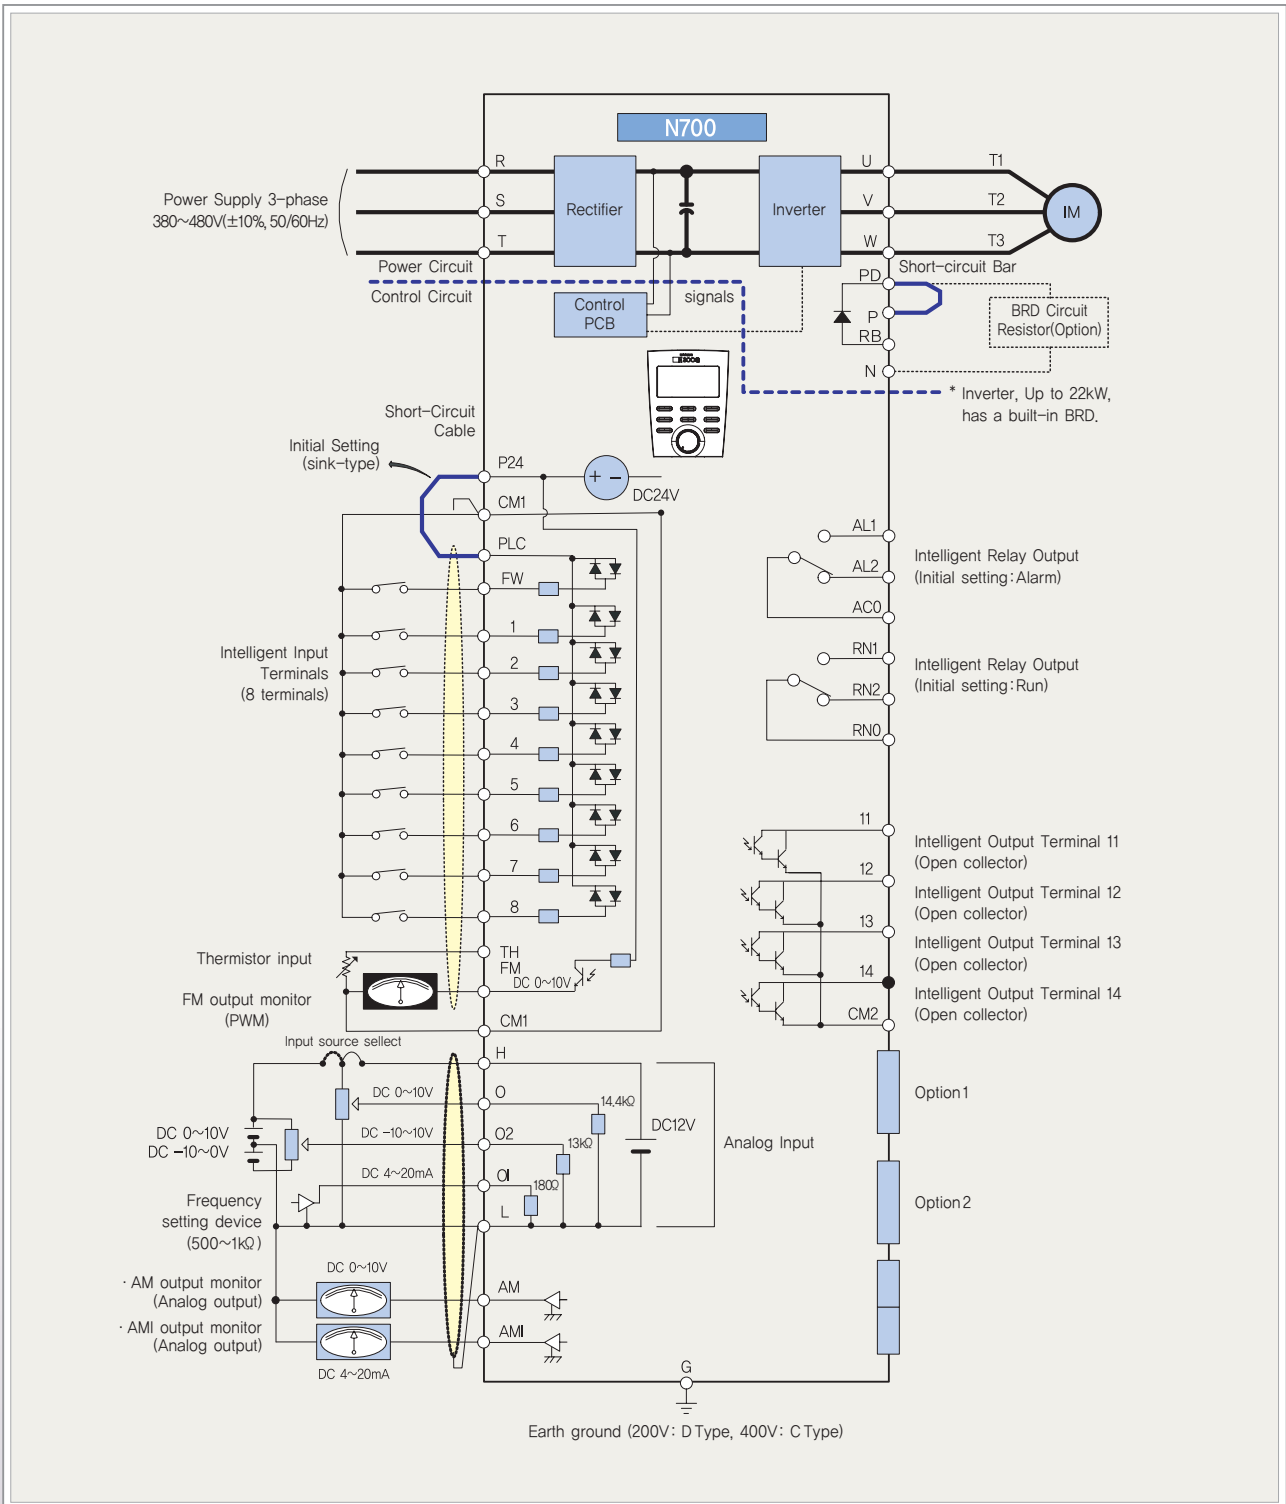 N700
R
U
T1
Power Supply 3-phase
380~480V(±10%, 50/60Hz)
S
Rectifier
Inverter
V
T2
IM
T
W
T3
Power Circuit
Short-circuit Bar
PD
Control Circuit
signals
Control
PCB
P
BRD Circuit
Resistor(Option)
RB
N
* Inverter, Up to 22kW,
has a built-in BRD.
Short-Circuit
Cable
Initial Setting
(sink-type)
P24
+ -
DC24V
CM1
PLC
FW
1
2
3
4
5
6
7
8
Intelligent Input
Terminals
(8 terminals)
AL1
AL2
AC0
Intelligent Relay Output
(Initial setting:Alarm)
RN1
RN2
RN0
Intelligent Relay Output
(Initial setting:Run)
11
Intelligent Output Terminal 11
(Open collector)
12
Intelligent Output Terminal 12
(Open collector)
13
Intelligent Output Terminal 13
(Open collector)
14
Intelligent Output Terminal 14
(Open collector)
CM2
Thermistor input
TH
FM
DC 0~10V
FM output monitor
(PWM)
CM1
Input source sellect
H
DC 0~10V
O
14.4kΩ
DC 0~10V
DC -10~0V
DC -10~10V
O2
13kΩ
DC12V
Analog Input
DC 4~20mA
OI
180Ω
L
Frequency
setting device
(500~1kΩ)
Option1
Option2
DC 0~10V
· AM output monitor
(Analog output)
AM
· AMI output monitor
(Analog output)
AMI
DC 4~20mA
G
Earth ground (200V: D Type, 400V: C Type)